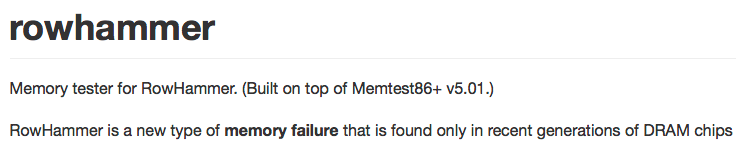 rowhammer
Memory tester for RowHammer. (Built on top of Memtest86+ v5.01.)
RowHammer is a new type of memory failure that is found only in recent generations of DRAM chips